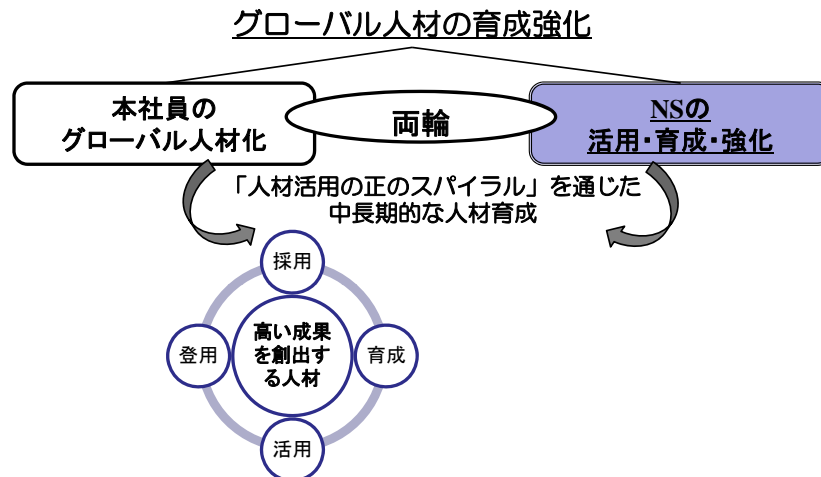 グローバル人材の育成強化
本社員の
グローバル人材化
両輪
NSの
活用・育成・強化
「人材活用の正のスパイラル」を通じた
中長期的な人材育成
採用
登用
高い成果
を創出す
る人材
育成
活用